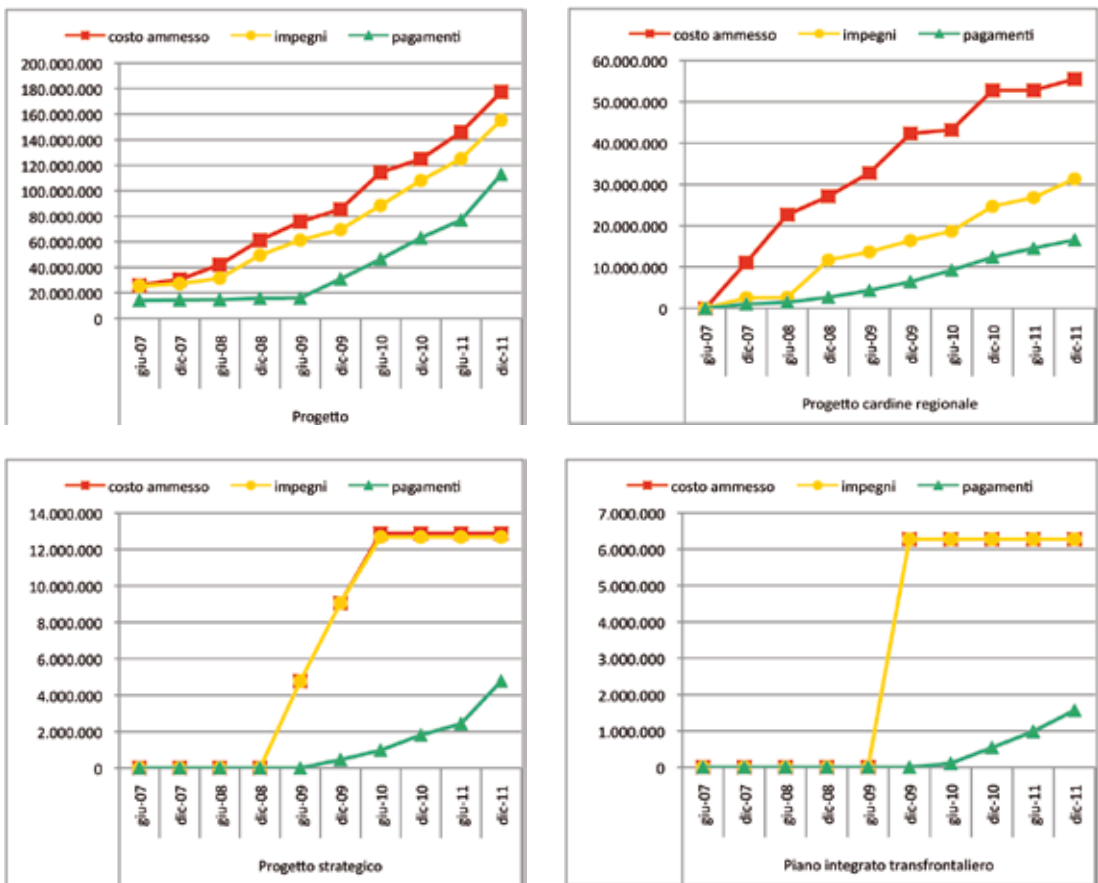 costo ammesso impegni pagamenti
200.000.000
180.000.000
160.000.000
140.000.000
120.000.000
100.000.000
80.000.000
60.000.000
40.000.000
20.000.000
0
giu-07 dic-07 giu-08 dic-08 giu-09 dic-09 giu-10 dic-10 giu-11 dic-11
Progetto
costo ammesso impegni pagamenti
60.000.000
50.000.000
40.000.000
30.000.000
20.000.000
10.000.000
0
giu-07 dic-07 giu-08 dic-08 giu-09 dic-09 giu-10 dic-10 giu-11 dic-11
Progetto cardine regionale
costo ammesso impegni pagamenti
14.000.000
12.000.000
10.000.000
8.000.000
6.000.000
4.000.000
2.000.000
0
giu-07 dic-07 giu-08 dic-08 giu-09 dic-09 giu-10 dic-10 giu-11 dic-11
Progetto strategico
costo ammesso impegni pagamenti
7.000.000
6.000.000
5.000.000
4.000.000
3.000.000
2.000.000
1.000.000
0
giu-07 dic-07 giu-08 dic-08 giu-09 dic-09 giu-10 dic-10 giu-11 dic-11
Piano integrato transfrontaliero